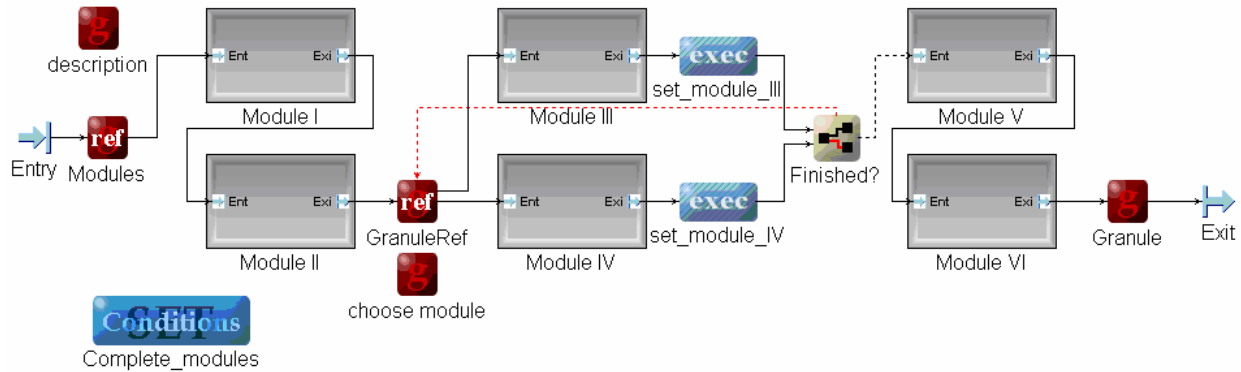 g
description
Entry
ref
Modules
Ent
Exi
Module I
Ent
Exi
Module II
ref
GranuleRef
g
choose module
Ent
Exi
Module III
exec
set_module_III
Ent
Exi
Module IV
exec
set_module_IV
Finished?
Ent
Exi
Module V
Ent
Exi
Module VI
g
Granule
Exit
SET
Conditions
Complete_modules